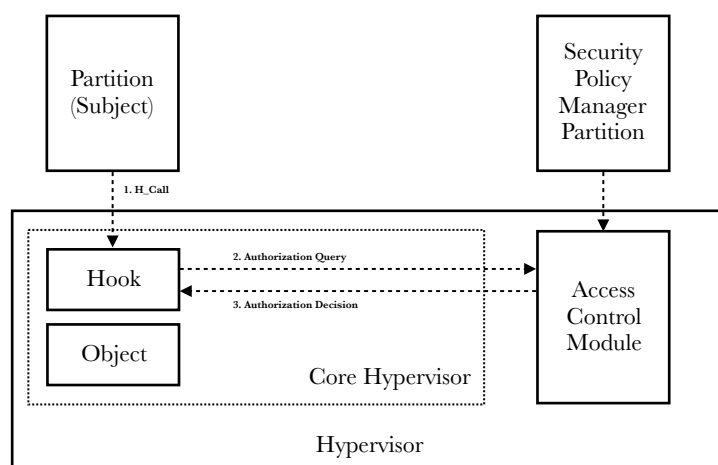 Partition
(Subject)
Security
Policy
Manager
Partition
1. H_Call
Hook
2. Authorization Query
3. Authorization Decision
Object
Access
Control
Module
Core Hypervisor
Hypervisor